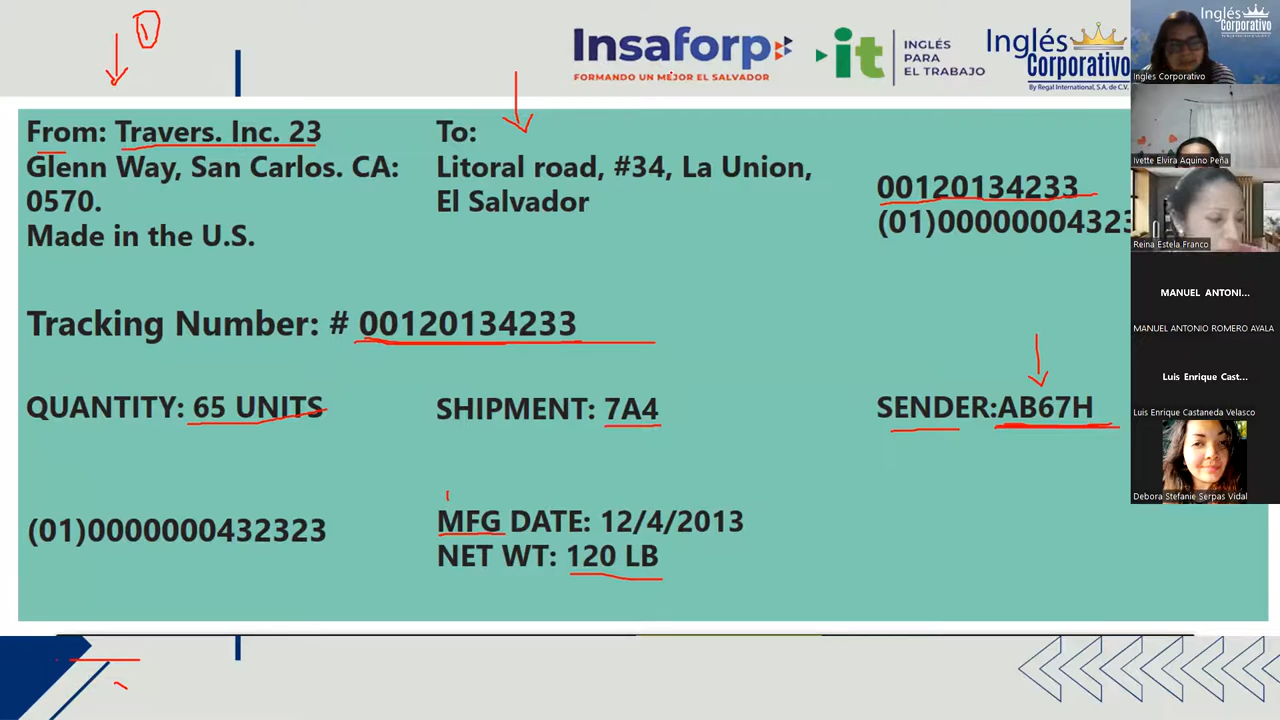 Insaforp
FORMANDO UN MEJOR EL SALVADOR
it
INGLÉS
PARA
EL TRABAJO
Inglés
Corporativo
By Regal International, S.A. de C.V.
Inglés
Corporativo
Ingles Corporativo
From: Travers. Inc. 23
Glenn Way, San Carlos. CA:
0570.
Made in the U.S.
To:
Litoral road, #34, La Union,
El Salvador
00120134233
(01)0000000432
Tracking Number: # 00120134233
QUANTITY: 65 UNITS
SHIPMENT: 7A4
SENDER:AB67H
(01)0000000432323
MFG DATE: 12/4/2013
NET WT: 120 LB
Ivette Elvira Aquino Peña
Reina Estela Franco
MANUEL ANTONI...
MANUEL ANTONIO ROMERO AYALA
Luis Enrique Cast...
Luis Enrique Castaneda Velasco
Debora Stefanie Serpas Vidal